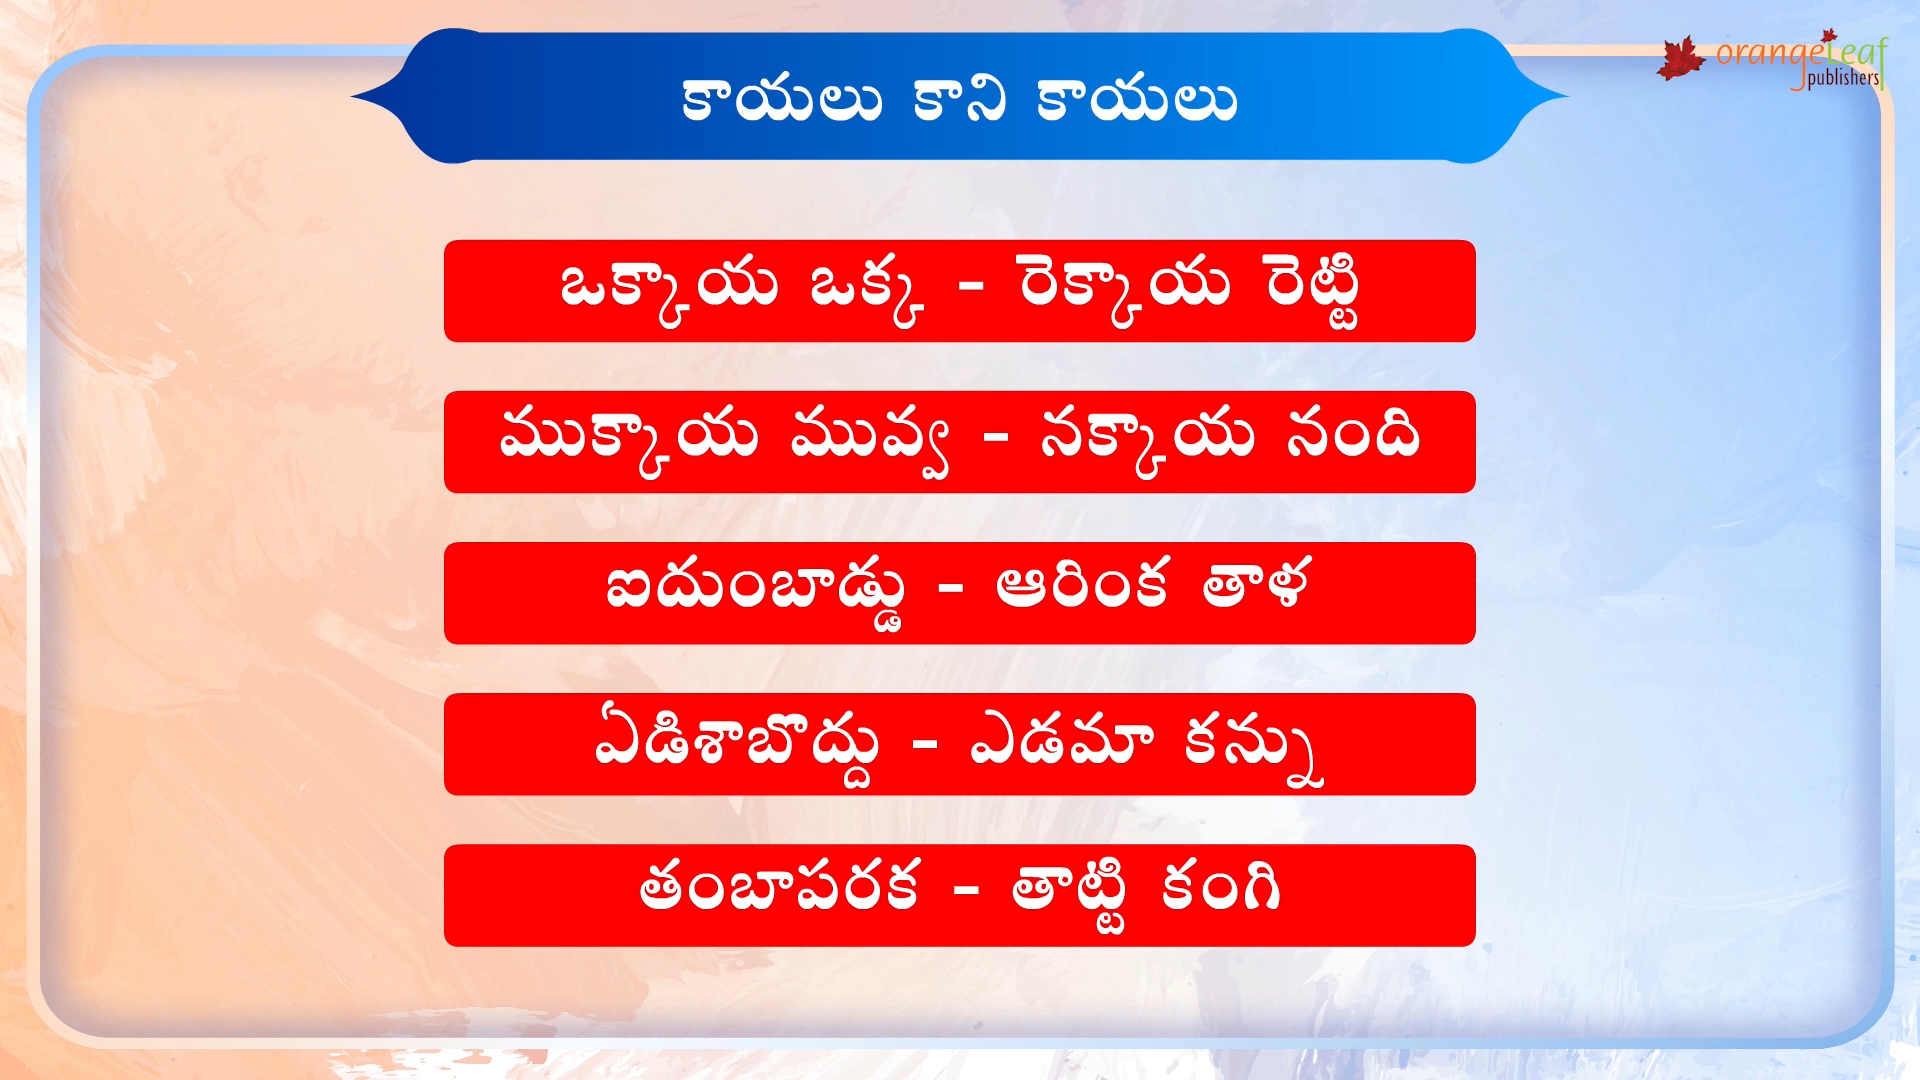 కాయలు కాని కాయలు
orangeLeaf
publishers
ఒక్కాయ ఒక్క - రెక్కాయ రెట్టి
ముక్కాయ మువ్వ - నక్కాయ నంది
ఐదుంబాడ్డు - ఆరింక తాళ
ఏడిశాబొద్దు - ఎడమా కన్ను
తంబాపరక - తాట్టి కంగి